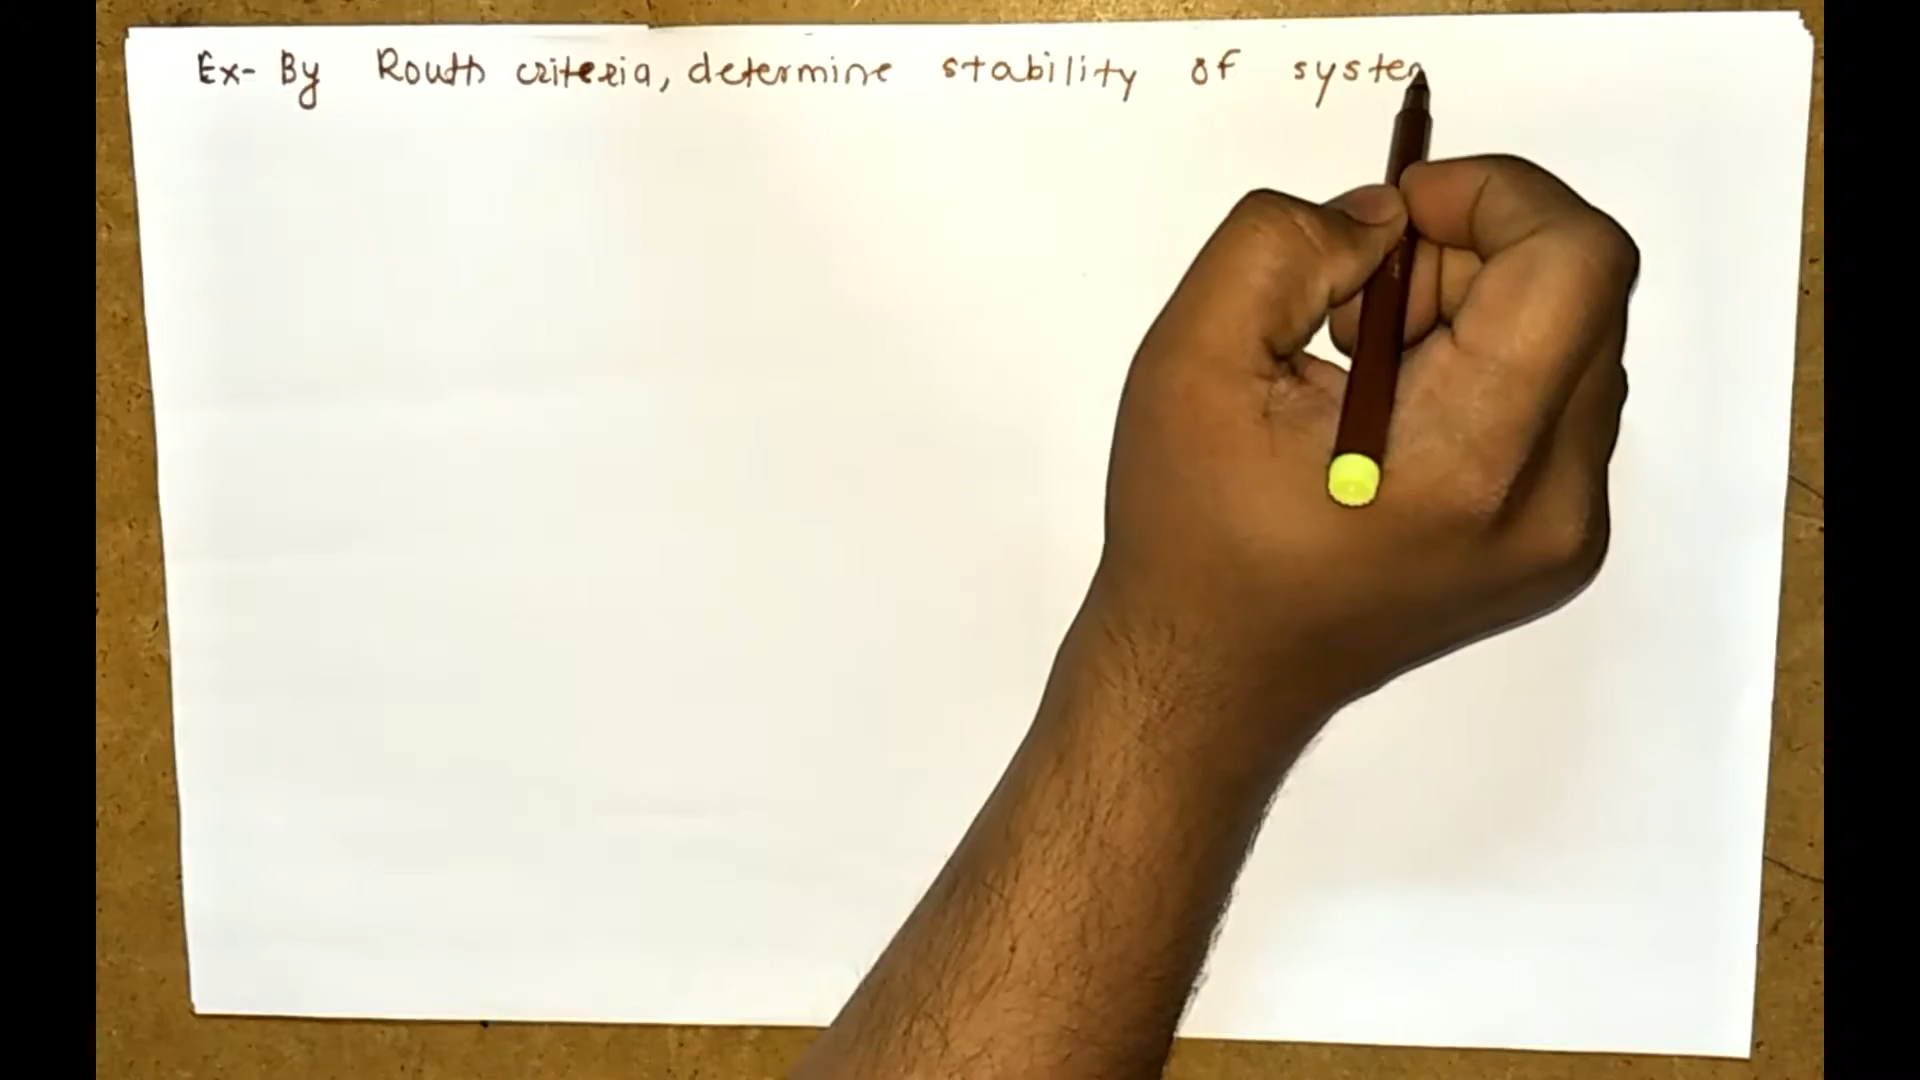 Ex- By Routh criteria, determine stability of system